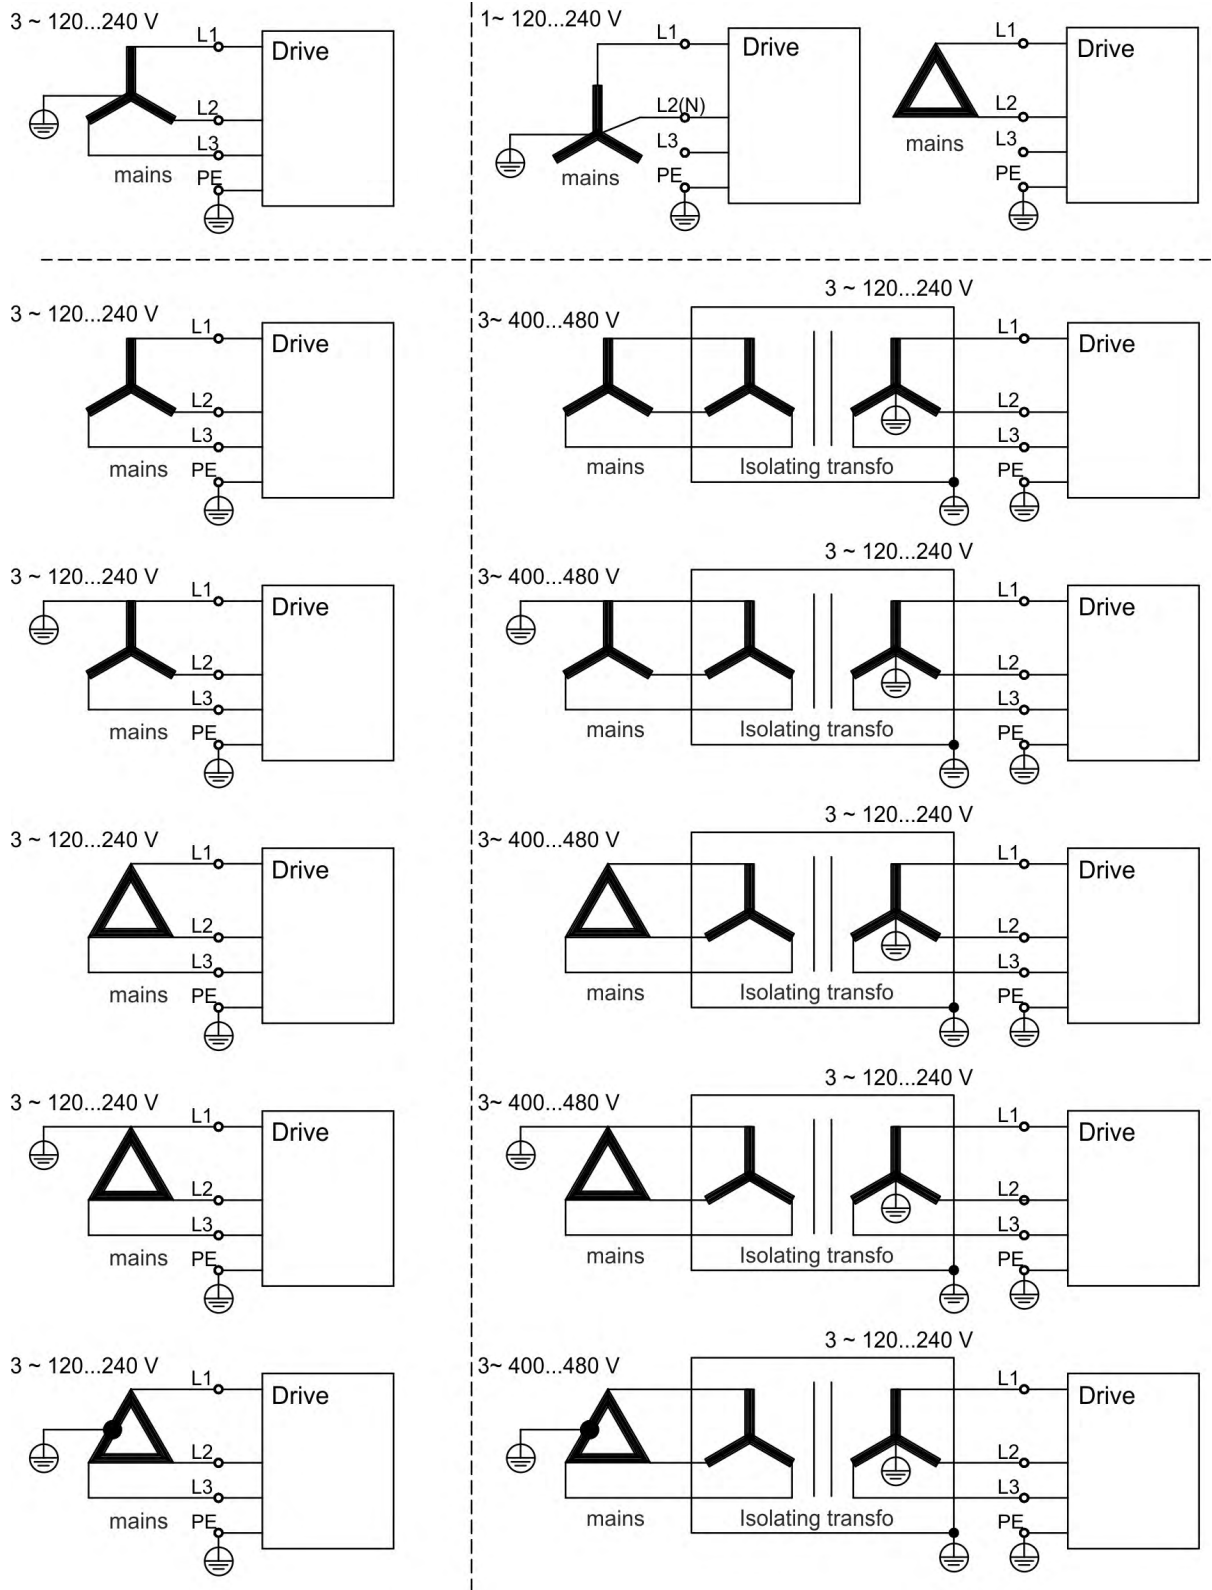 3 ~ 120...240 V
L1
Drive
L2
L3
mains
PE
1~ 120...240 V
L1
Drive
L2(N)
L3
mains
PE
L1
Drive
L2
mains
L3
PE
3 ~ 120...240 V
L1
Drive
L2
L3
mains
PE
3 ~ 120...240 V
3~ 400...480 V
L1
Drive
L2
L3
mains
Isolating transfo
PE
3 ~ 120...240 V
L1
Drive
L2
L3
mains
PE
3 ~ 120...240 V
3~ 400...480 V
L1
Drive
L2
L3
mains
Isolating transfo
PE
3 ~ 120...240 V
L1
Drive
L2
L3
mains
PE
3 ~ 120...240 V
3~ 400...480 V
L1
Drive
L2
L3
mains
Isolating transfo
PE
3 ~ 120...240 V
L1
Drive
L2
L3
mains
PE
3 ~ 120...240 V
3~ 400...480 V
L1
Drive
L2
L3
mains
Isolating transfo
PE
3 ~ 120...240 V
L1
Drive
L2
L3
mains
PE
3 ~ 120...240 V
3~ 400...480 V
L1
Drive
L2
L3
mains
Isolating transfo
PE